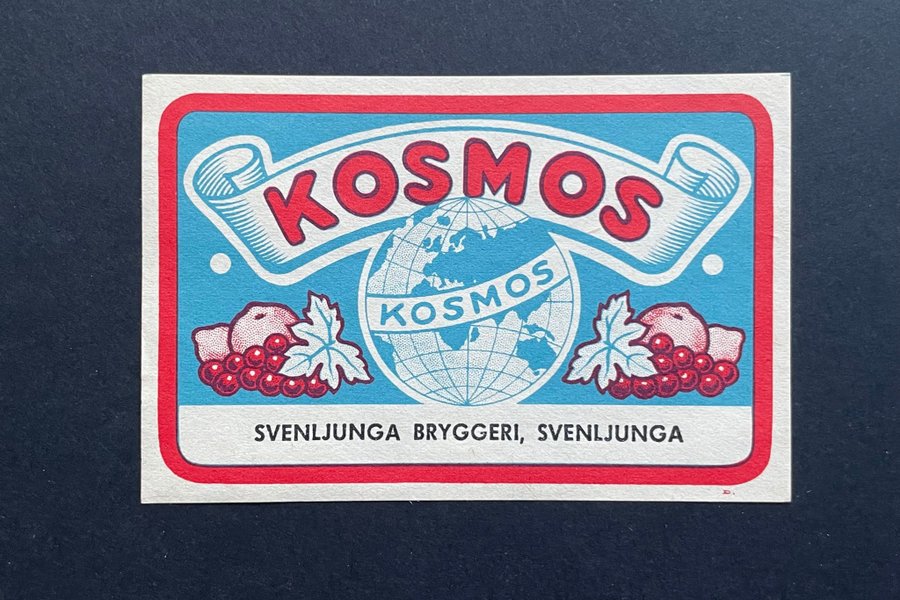 KOSMOS
KOSMOS
SVENLJUNGA BRYGGERI, SVENLJUNGA
D.